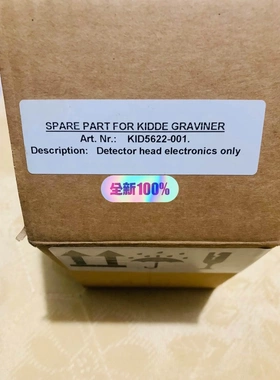 SPARE PART FOR KIDDE GRAVINER
Art. Nr.: KID5622-001.
Description: Detector head electronics only
全新100%